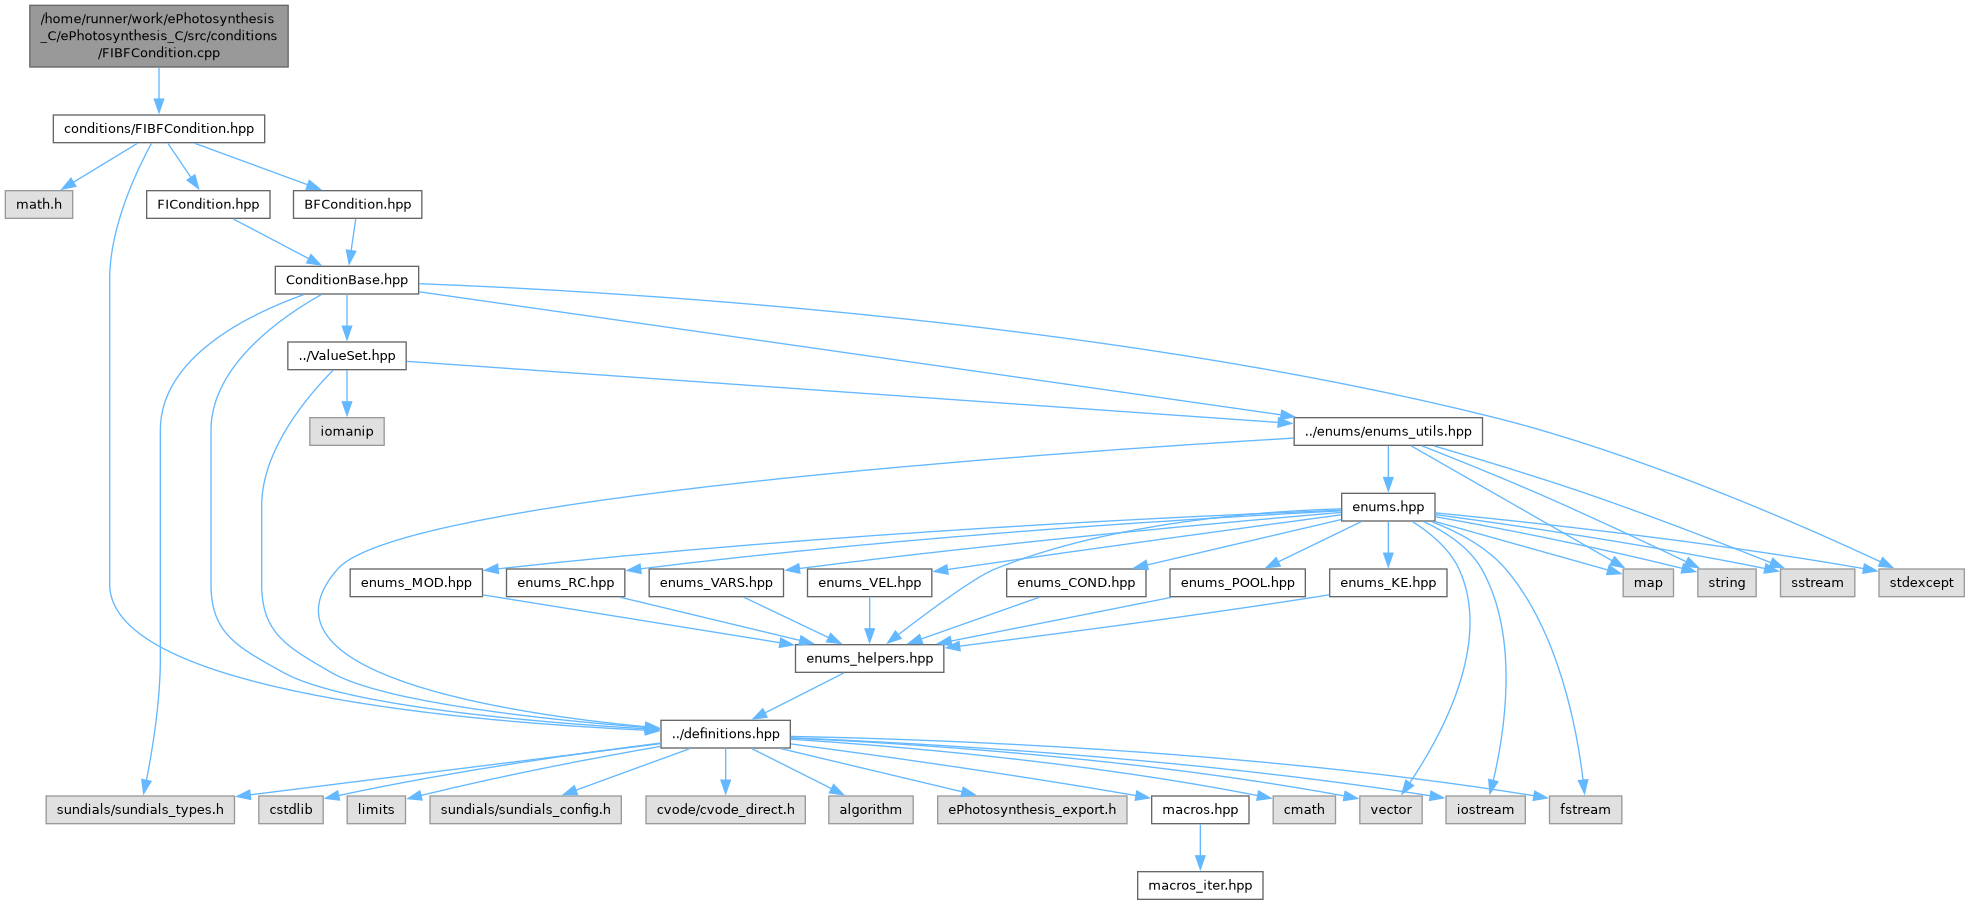 /home/runner/work/ePhotosynthesis
_C/ePhotosynthesis_C/src/conditions
/FIBFCondition.cpp
conditions/FIBFCondition.hpp
math.h
FICondition.hpp
BFCondition.hpp
ConditionBase.hpp
../ValueSet.hpp
iomanip
../enums/enums_utils.hpp
enums.hpp
enums_MOD.hpp
enums_RC.hpp
enums_VARS.hpp
enums_VEL.hpp
enums_COND.hpp
enums_POOL.hpp
enums_KE.hpp
map
string
sstream
stdexcept
enums_helpers.hpp
../definitions.hpp
sundials/sundials_types.h
cstdlib
limits
sundials/sundials_config.h
cvode/cvode_direct.h
algorithm
ePhotosynthesis_export.h
macros.hpp
cmath
vector
iostream
fstream
macros_iter.hpp